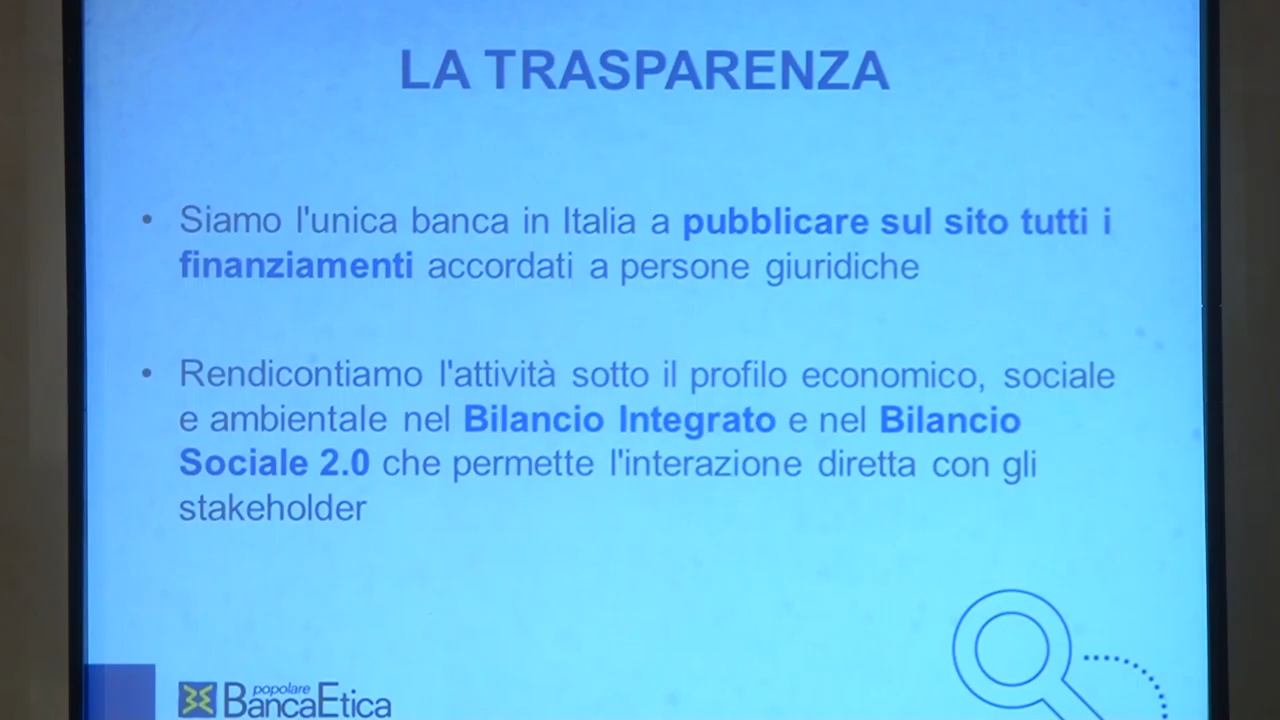 LA TRASPARENZA
• Siamo l'unica banca in Italia a pubblicare sul sito tutti i
finanziamenti accordati a persone giuridiche
• Rendicontiamo l'attività sotto il profilo economico, sociale
e ambientale nel Bilancio Integrato e nel Bilancio
Sociale 2.0 che permette l'interazione diretta con gli
stakeholder
popolare
BancaEtica